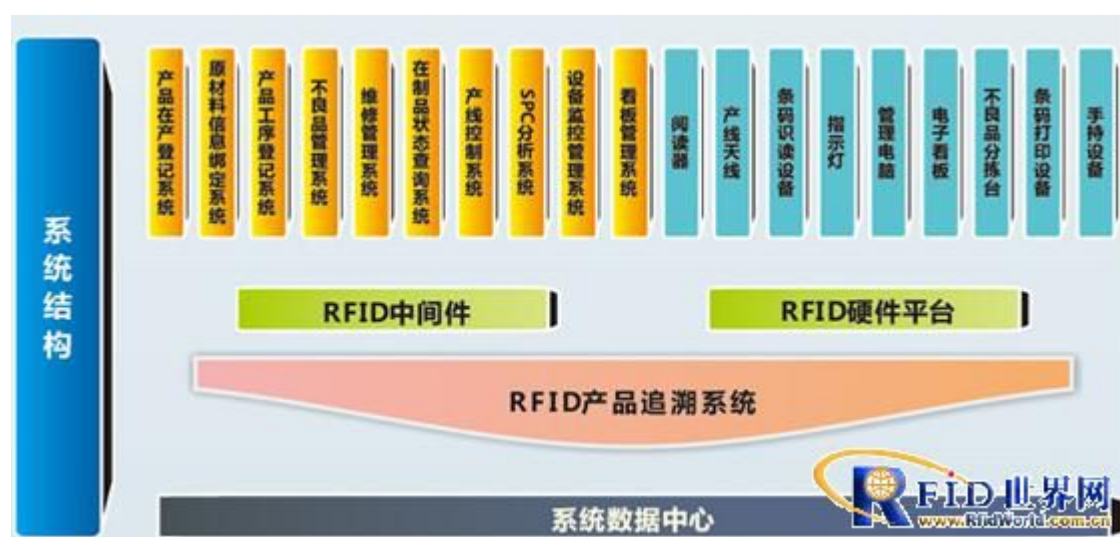 系统结构
产品在产登记系统
原材料信息绑定系统
产品工序登记系统
不良品管理系统
维修管理系统
在制品状态查询系统
产线控制系统
SPC分析系统
设备监控管理系统
看板管理系统
阅读器
产线天线
条码识读设备
指示灯
管理电脑
电子看板
不良品分拣台
条码打印设备
手持设备
RFID中间件
RFID硬件平台
RFID产品追溯系统
系统数据中心
RFID世界网
www.RfidWorld.com.cn